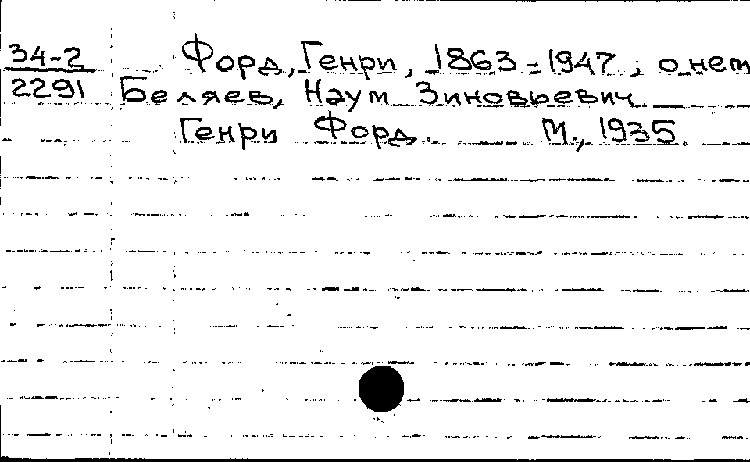 34-2 Форд, Генри, 1863-1947, о нем
2291 Беляев, Наум Зиновьевич
Генри Форд. М., 1935.